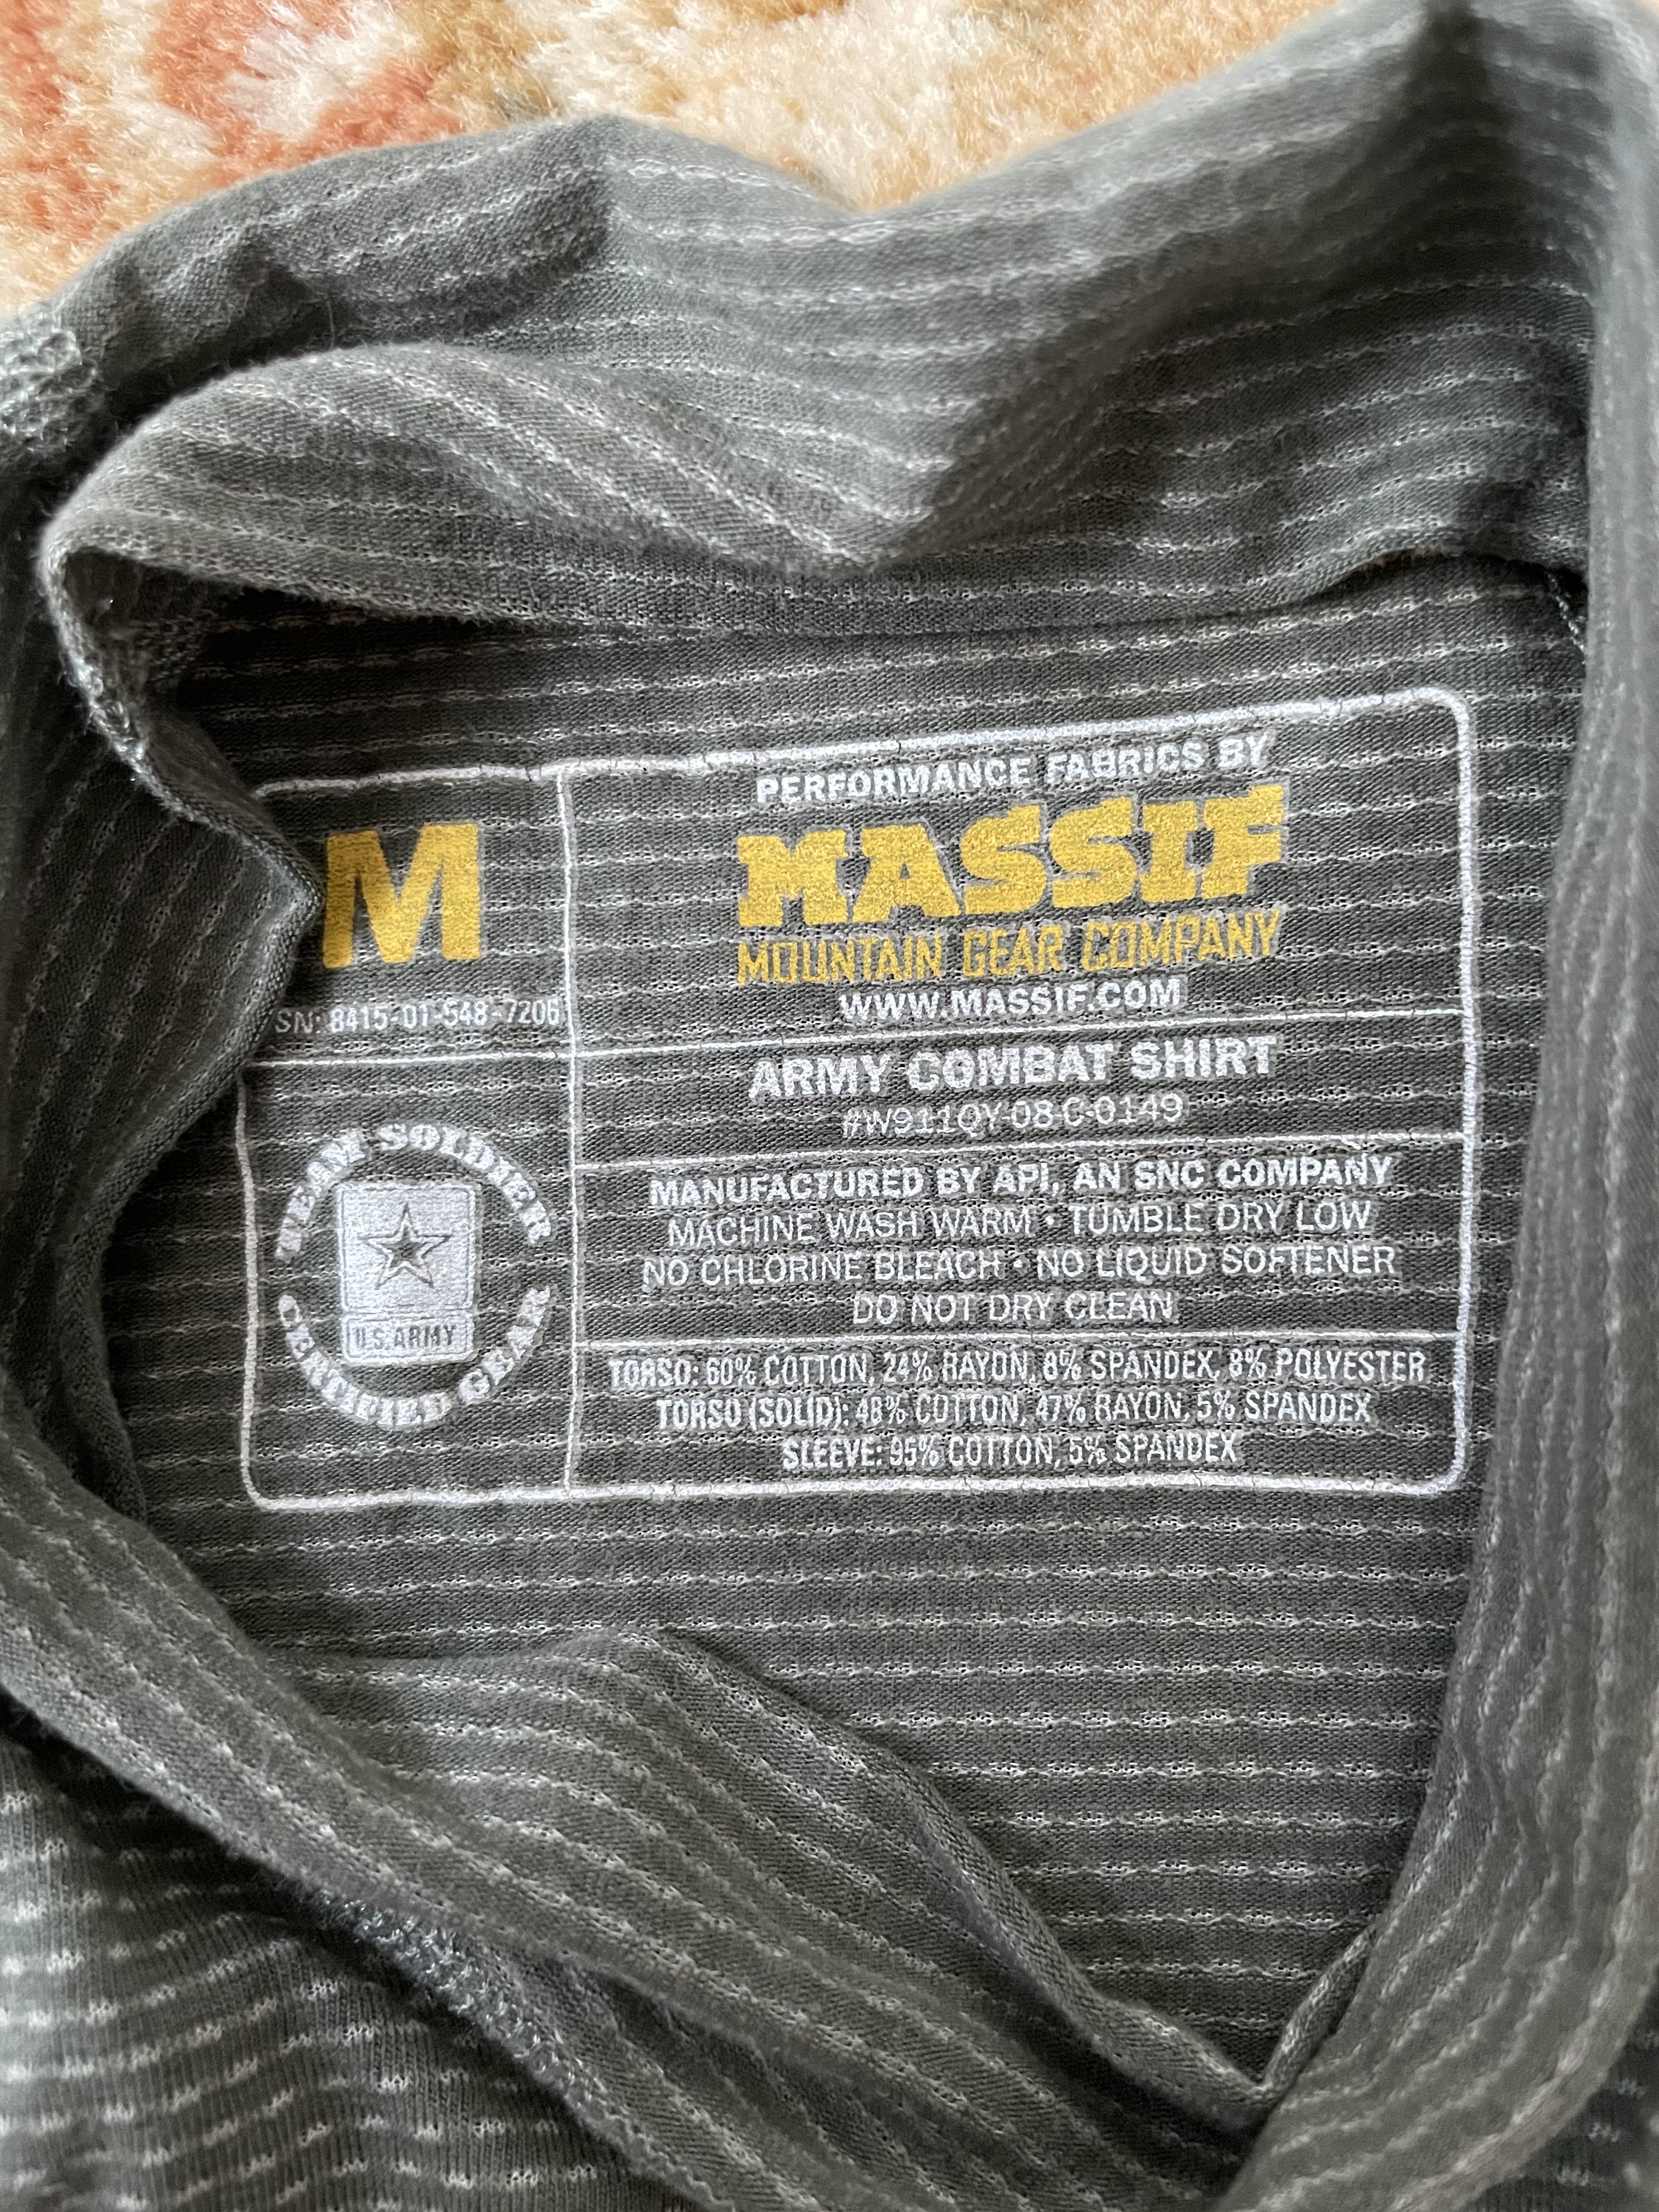 M
SN: 8415-01-548-7206
TEAM SOLDIER
U.S. ARMY
CERTIFIED GEAR
PERFORMANCE FABRICS BY
MASSIF
MOUNTAIN GEAR COMPANY
WWW.MASSIF.COM
ARMY COMBAT SHIRT
#W911QY-08-C-0149
MANUFACTURED BY API, AN SNC COMPANY
MACHINE WASH WARM • TUMBLE DRY LOW
NO CHLORINE BLEACH • NO LIQUID SOFTENER
DO NOT DRY CLEAN
TORSO: 60% COTTON, 24% RAYON, 8% SPANDEX, 8% POLYESTER
TORSO (SOLID): 48% COTTON, 47% RAYON, 5% SPANDEX
SLEEVE: 95% COTTON, 5% SPANDEX